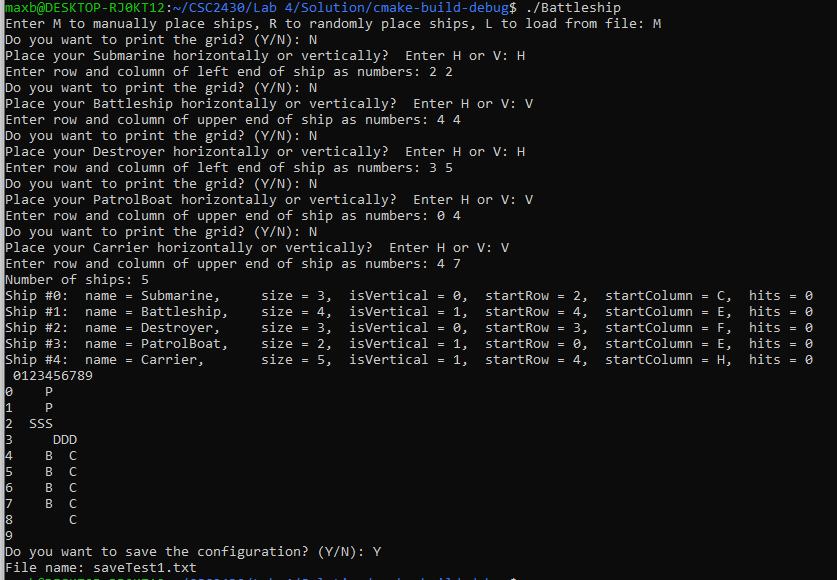 maxb@DESKTOP-RJ0KT12:~/CSC2430/Lab 4/Solution/cmake-build-debug$ ./Battleship
Enter M to manually place ships, R to randomly place ships, L to load from file: M
Do you want to print the grid? (Y/N): N
Place your Submarine horizontally or vertically?  Enter H or V: H
Enter row and column of left end of ship as numbers: 2 2
Do you want to print the grid? (Y/N): N
Place your Battleship horizontally or vertically?  Enter H or V: V
Enter row and column of upper end of ship as numbers: 4 4
Do you want to print the grid? (Y/N): N
Place your Destroyer horizontally or vertically?  Enter H or V: H
Enter row and column of left end of ship as numbers: 3 5
Do you want to print the grid? (Y/N): N
Place your PatrolBoat horizontally or vertically?  Enter H or V: V
Enter row and column of upper end of ship as numbers: 0 4
Do you want to print the grid? (Y/N): N
Place your Carrier horizontally or vertically?  Enter H or V: V
Enter row and column of upper end of ship as numbers: 4 7
Number of ships: 5
Ship #0:  name = Submarine,     size = 3,  isVertical = 0,  startRow = 2,  startColumn = C,  hits = 0
Ship #1:  name = Battleship,    size = 4,  isVertical = 1,  startRow = 4,  startColumn = E,  hits = 0
Ship #2:  name = Destroyer,     size = 3,  isVertical = 0,  startRow = 3,  startColumn = F,  hits = 0
Ship #3:  name = PatrolBoat,    size = 2,  isVertical = 1,  startRow = 0,  startColumn = E,  hits = 0
Ship #4:  name = Carrier,       size = 5,  isVertical = 1,  startRow = 4,  startColumn = H,  hits = 0
 0123456789
0    P
1    P
2  SSS
3     DDD
4    B  C
5    B  C
6    B  C
7    B  C
8       C
9
Do you want to save the configuration? (Y/N): Y
File name: saveTest1.txt